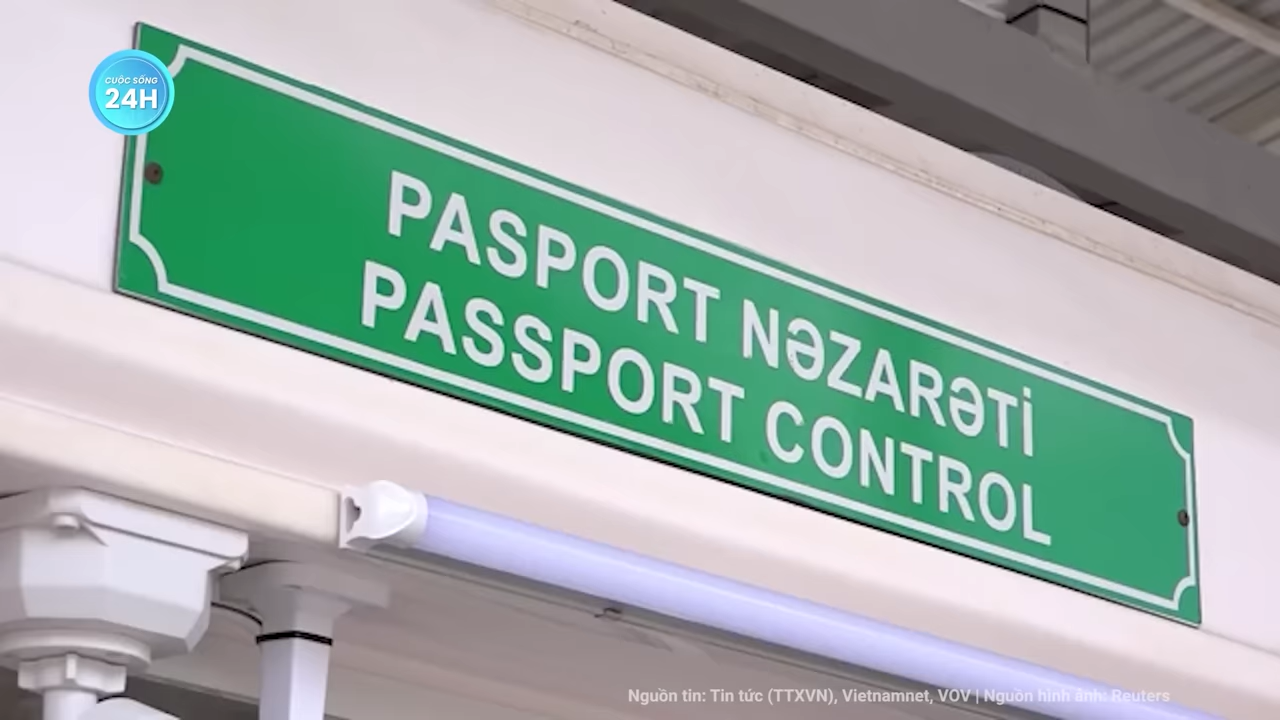 CUỘC SỐNG
24H
PASPORT NƏZARƏTİ
PASSPORT CONTROL
Nguồn tin: Tin tức (TTXVN), Vietnamnet, VOV | Nguồn hình ảnh: Reuters